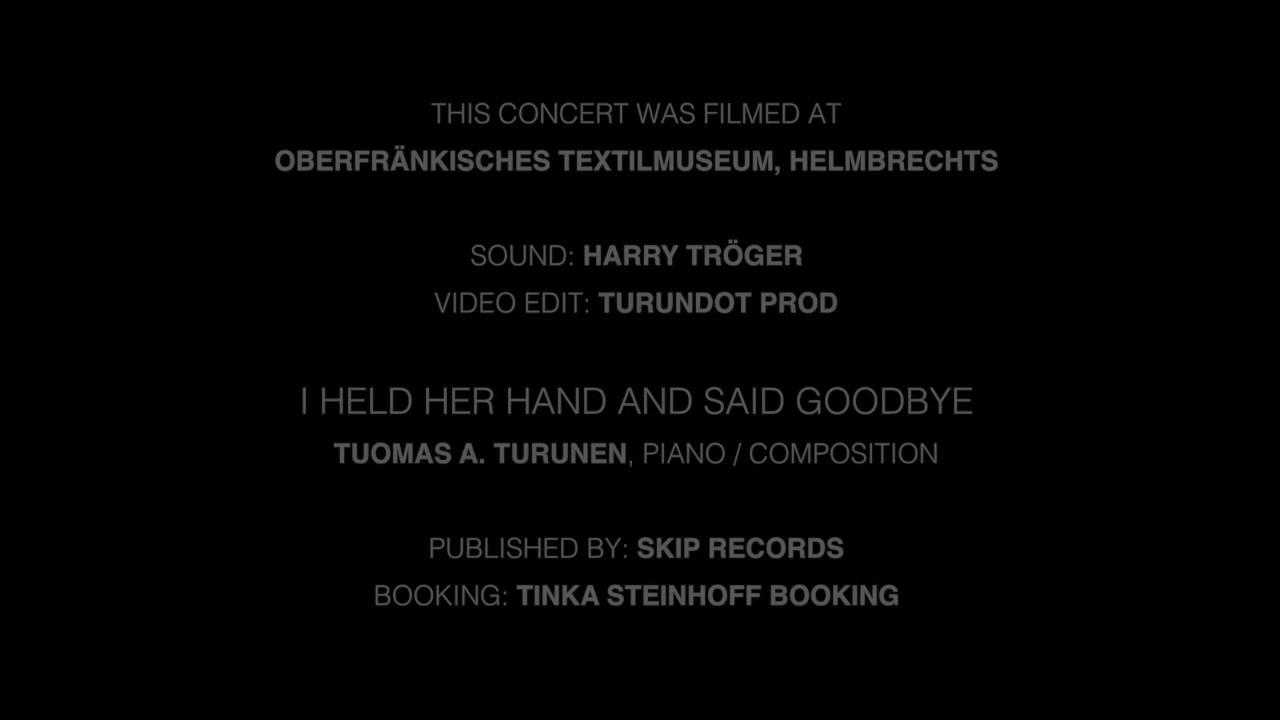 THIS CONCERT WAS FILMED AT
OBERFRÄNKISCHES TEXTILMUSEUM, HELMBRECHTS
SOUND: HARRY TRÖGER
VIDEO EDIT: TURUNDOT PROD
I HELD HER HAND AND SAID GOODBYE
TUOMAS A. TURUNEN, PIANO / COMPOSITION
PUBLISHED BY: SKIP RECORDS
BOOKING: TINKA STEINHOFF BOOKING